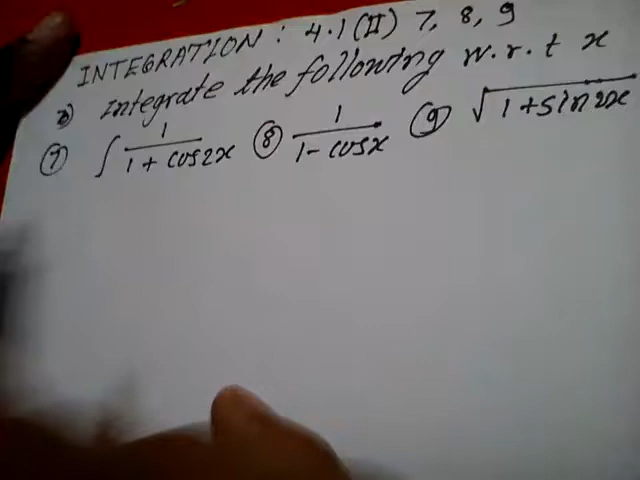 INTEGRATION : 4.1 (II) 7, 8, 9
Integrate the following w.r.t x
⑦ ∫ 1/(1 + cos2x) ⑧ 1/(1 - cosx) ⑨ √(1 + sin2x)